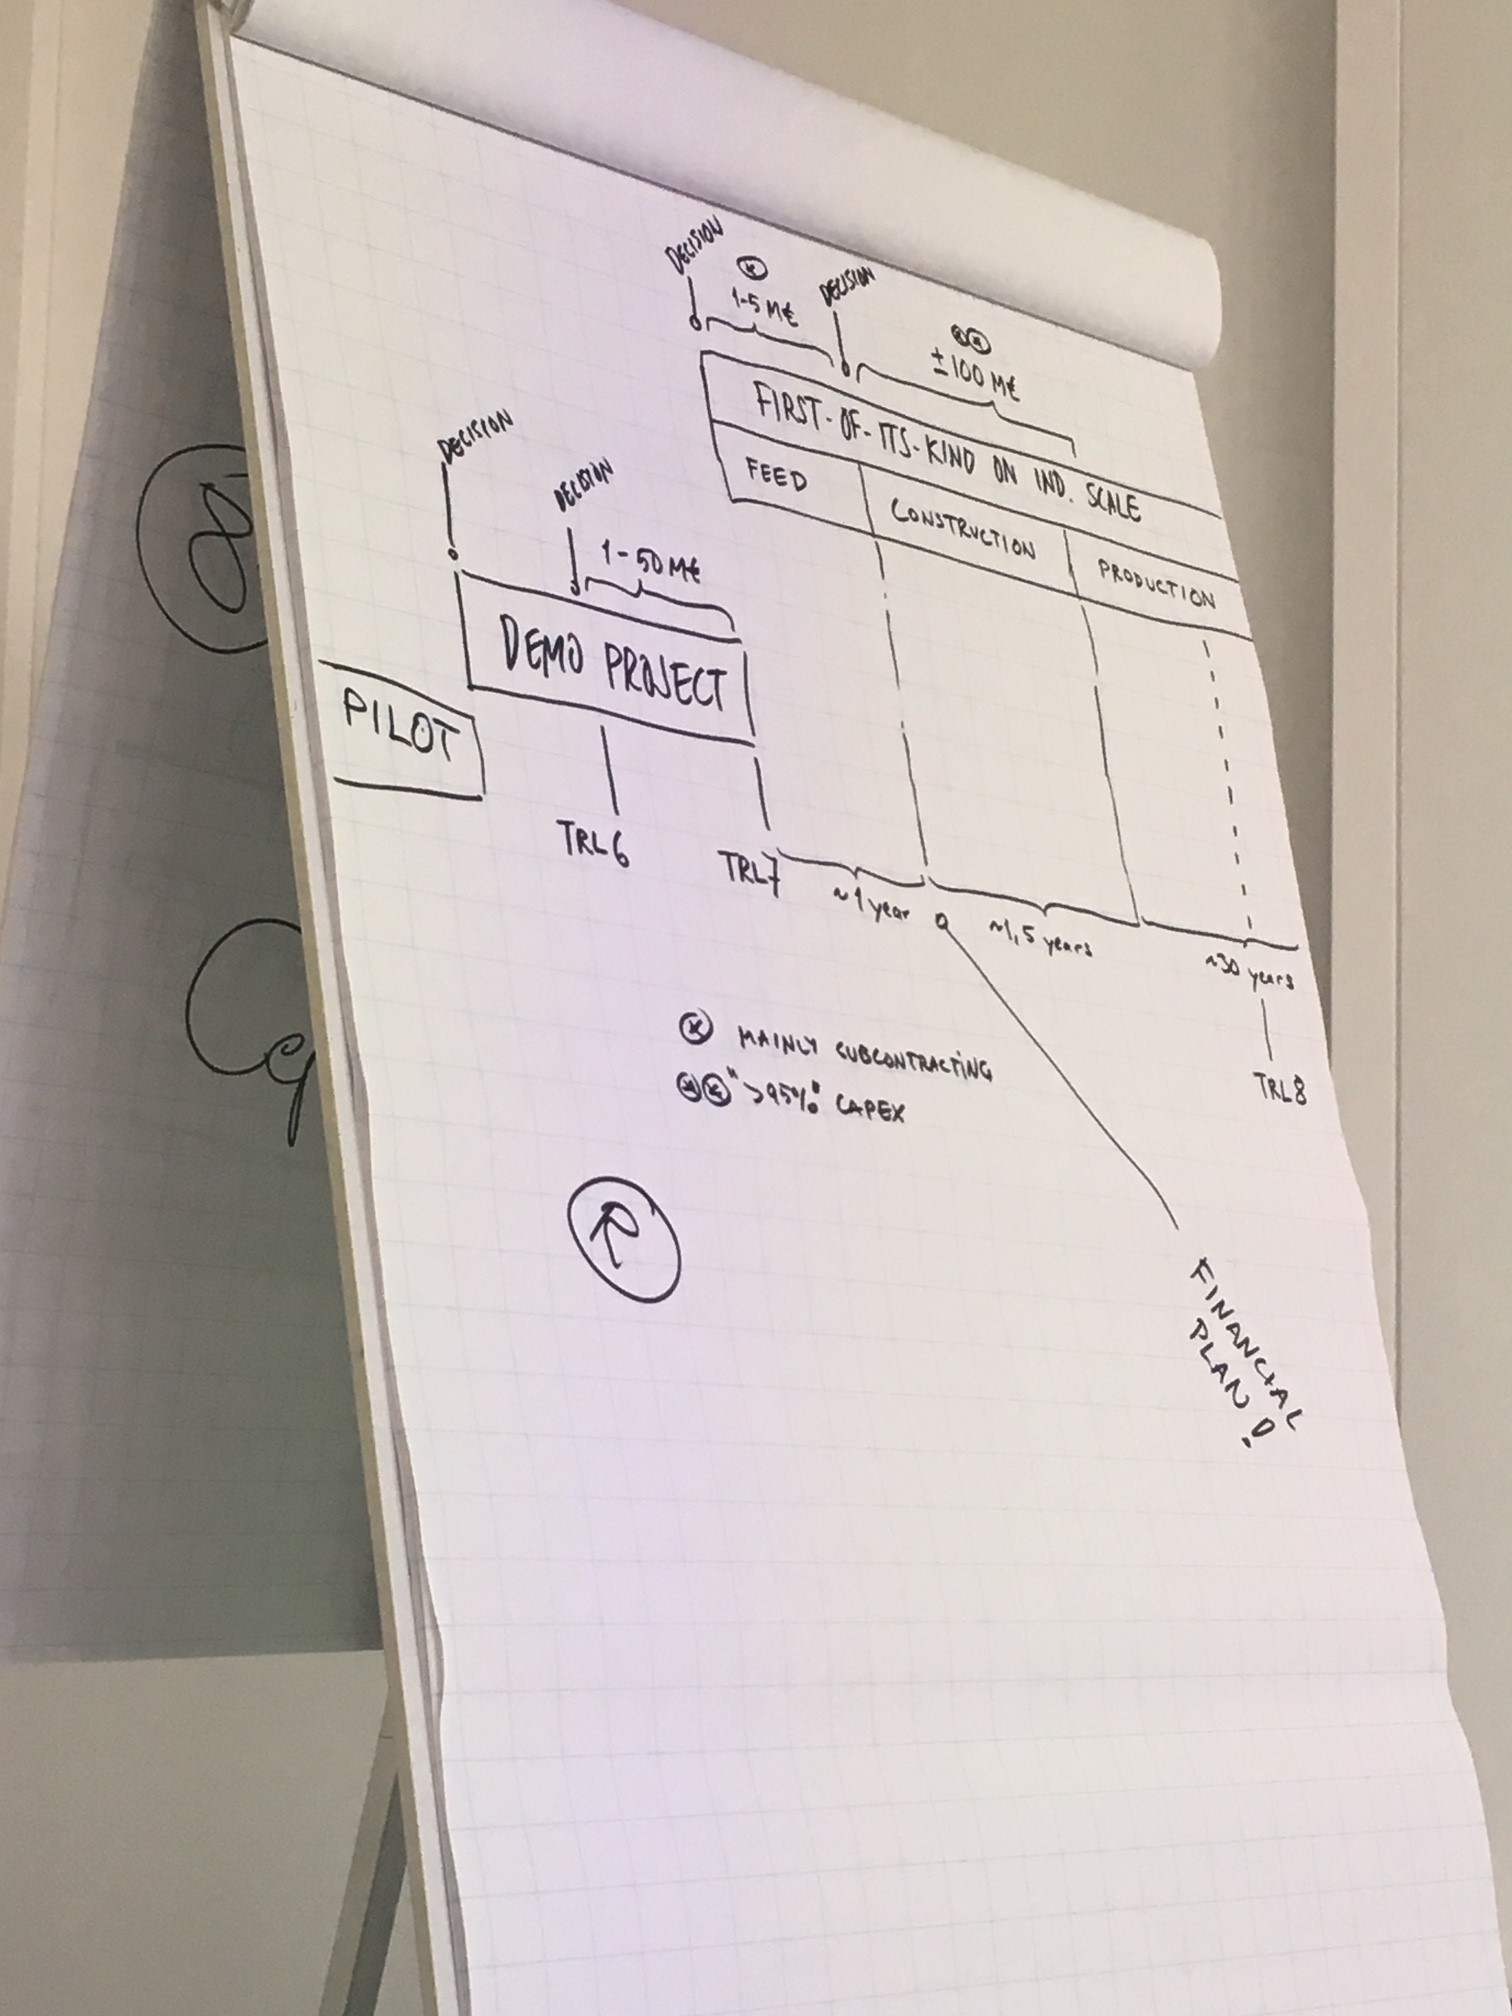 DECISION
1-5 M€
DECISION
±100 M€
FIRST-OF-ITS-KIND ON IND. SCALE
FEED
CONSTRUCTION
PRODUCTION
DECISION
DECISION
1-50 M€
DEMO PROJECT
PILOT
TRL6
TRL7
~1 year
~1,5 years
~30 years
TRL8
MAINLY SUBCONTRACTING
">95%" CAPEX
R
FINANCIAL
PLAN!